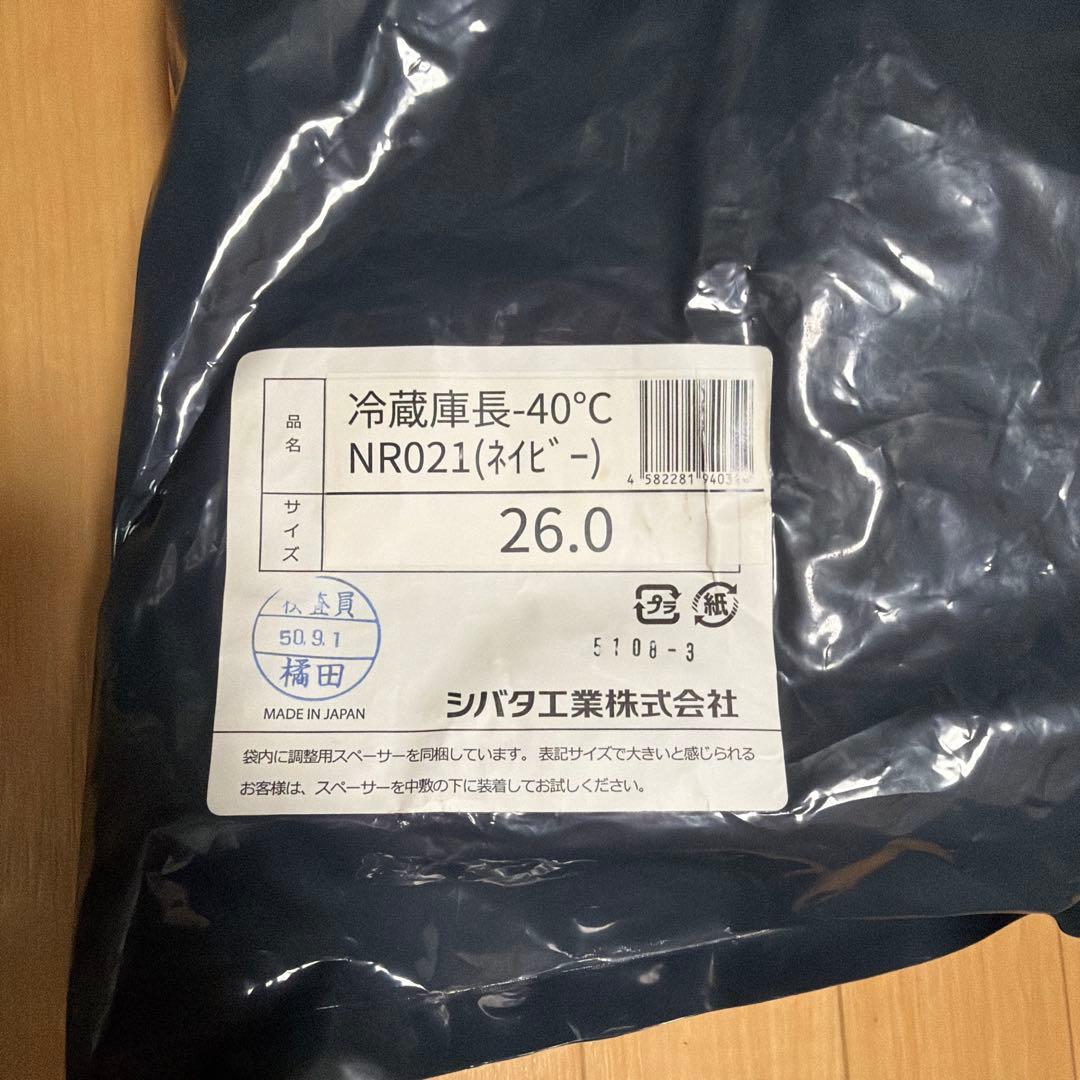 品名
冷蔵庫長-40℃
NR021(ﾈｲﾋﾞｰ)
4 582281 9403
サイズ
26.0
検査員
50.9.1
橘田
プラ
紙
5108-3
MADE IN JAPAN
シバタ工業株式会社
袋内に調整用スペーサーを同梱しています。表記サイズで大きいと感じられる
お客様は、スペーサーを中敷の下に装着してお試しください。